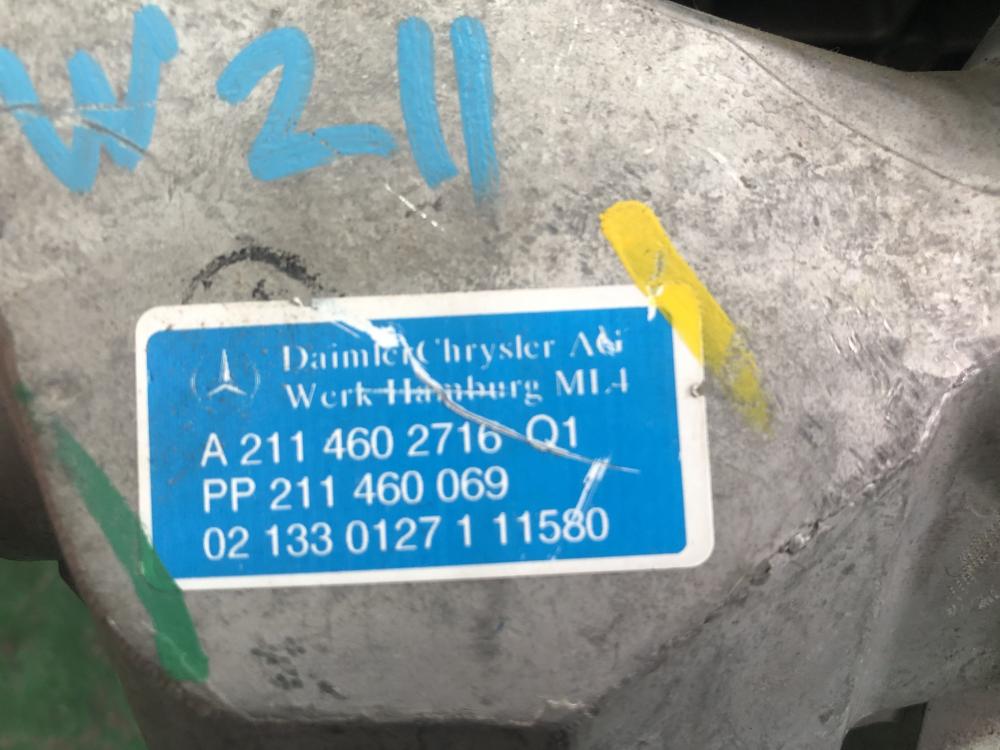 W211
DaimlerChrysler AG
Werk Hamburg ML4
A 211 460 2716 Q1
PP 211 460 069
02 133 0127 1 11580